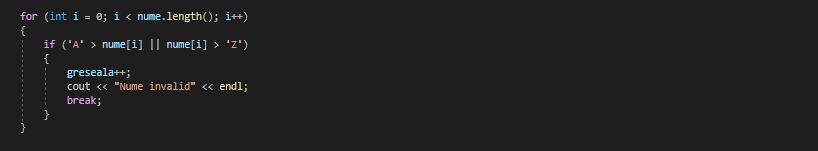 for (int i = 0; i < nume.length(); i++)
{
if ('A' > nume[i] || nume[i] > 'Z')
{
greseala++;
cout << "Nume invalid" << endl;
break;
}
}